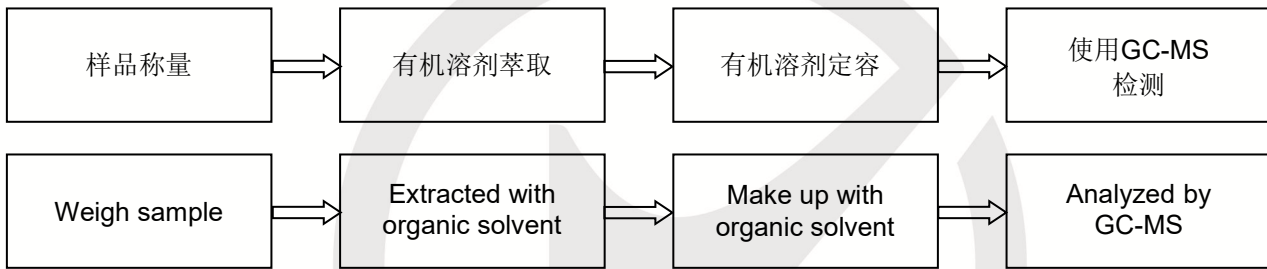 样品称量
有机溶剂萃取
有机溶剂定容
使用GC-MS
检测
Weigh sample
Extracted with
organic solvent
Make up with
organic solvent
Analyzed by
GC-MS